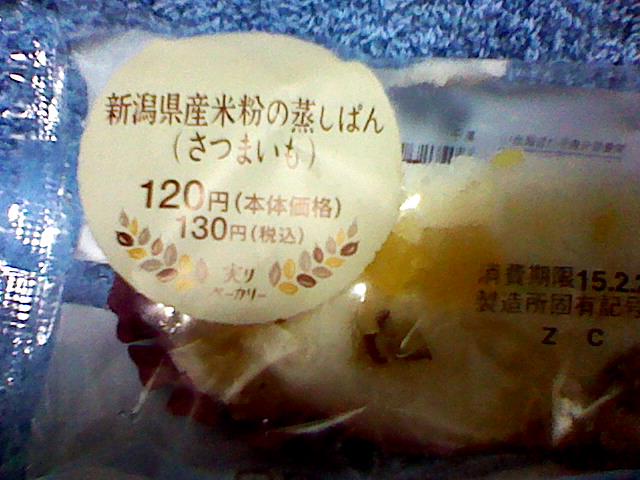 新潟県産米粉の蒸しぱん
(さつまいも)
120円(本体価格)
130円(税込)
実り
ベーカリー
消費期限15.2.2
製造所固有記号
Z C